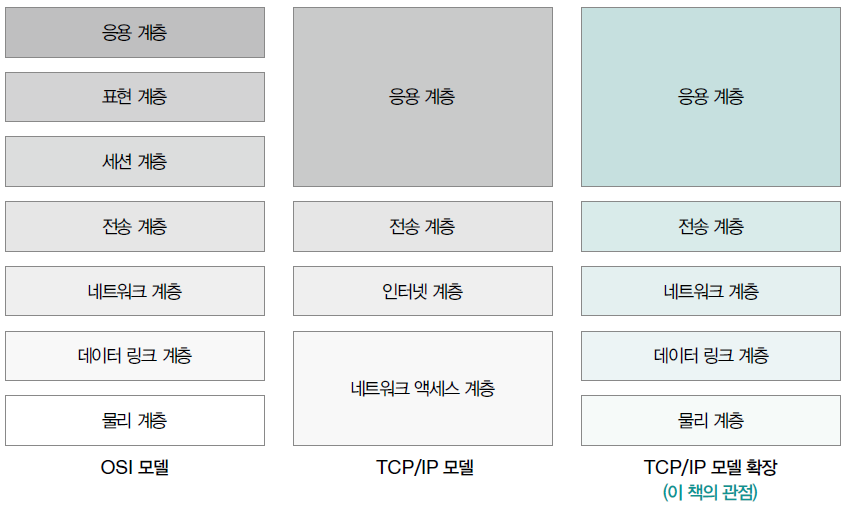 응용 계층
표현 계층
세션 계층
전송 계층
네트워크 계층
데이터 링크 계층
물리 계층
OSI 모델
응용 계층
전송 계층
인터넷 계층
네트워크 액세스 계층
TCP/IP 모델
응용 계층
전송 계층
네트워크 계층
데이터 링크 계층
물리 계층
TCP/IP 모델 확장
(이 책의 관점)